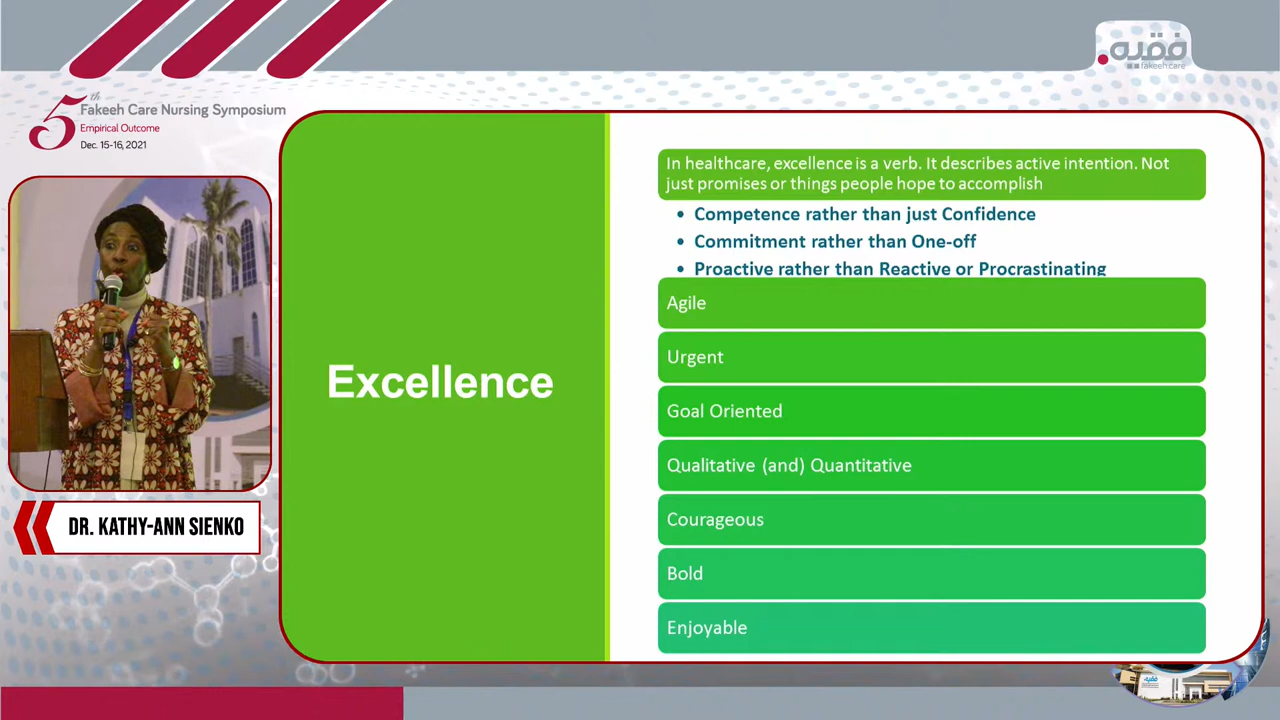 فقيه
fakeeh care
5th
Fakeeh Care Nursing Symposium
Empirical Outcome
Dec. 15-16, 2021
DR. KATHY-ANN SIENKO
Excellence
In healthcare, excellence is a verb. It describes active intention. Not
just promises or things people hope to accomplish
• Competence rather than just Confidence
• Commitment rather than One-off
• Proactive rather than Reactive or Procrastinating
Agile
Urgent
Goal Oriented
Qualitative (and) Quantitative
Courageous
Bold
Enjoyable
فقيه